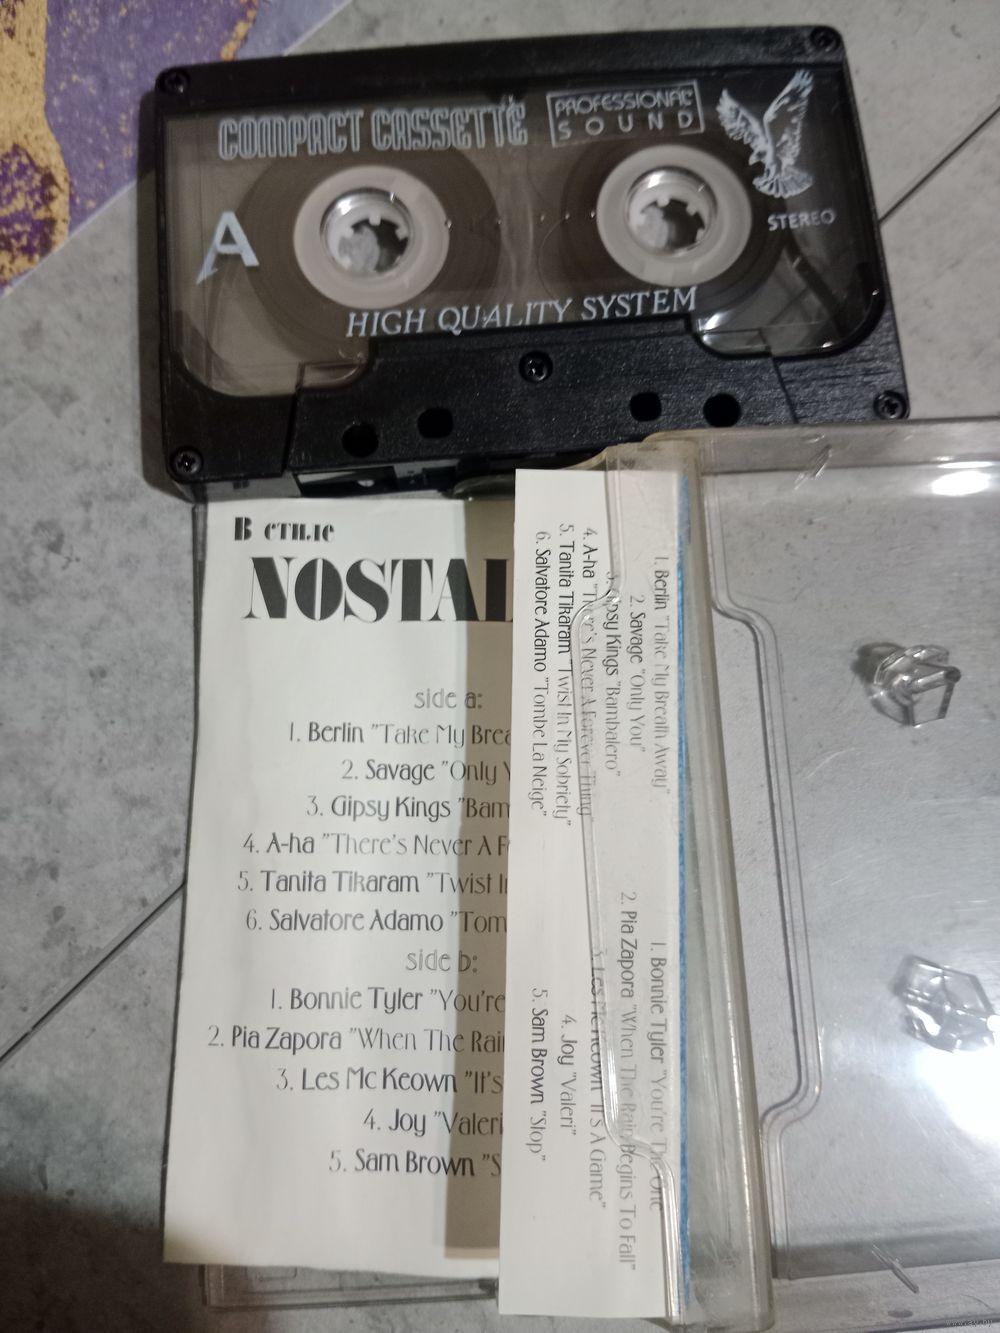 COMPACT CASSETTE
PROFESSIONAL
SOUND
A
STEREO
HIGH QUALITY SYSTEM
В стиле
NOSTAL
side a:
1. Berlin "Take My Brea
2. Savage "Only Y
3. Gipsy Kings "Bam
4. A-ha "There's Never A F
5. Tanita Tikaram "Twist I
6. Salvatore Adamo "Tom
side b:
1. Bonnie Tyler "You're
2. Pia Zapora "When The Rai
3. Les Mc Keown "It's
4. Joy "Valeri
5. Sam Brown "S
1. Berlin "Take My Breath Away"
2. Savage "Only You"
3. Gipsy Kings "Bambalero"
4. A-ha "There's Never A Forever Thing"
5. Tanita Tikaram "Twist In My Sobriety"
6. Salvatore Adamo "Tombe La Neige"
1. Bonnie Tyler "You're The One
2. Pia Zapora "When The Rain Begins To Fall"
3. Les Mc Keown "It's A Game"
4. Joy "Valeri"
5. Sam Brown "Stop"